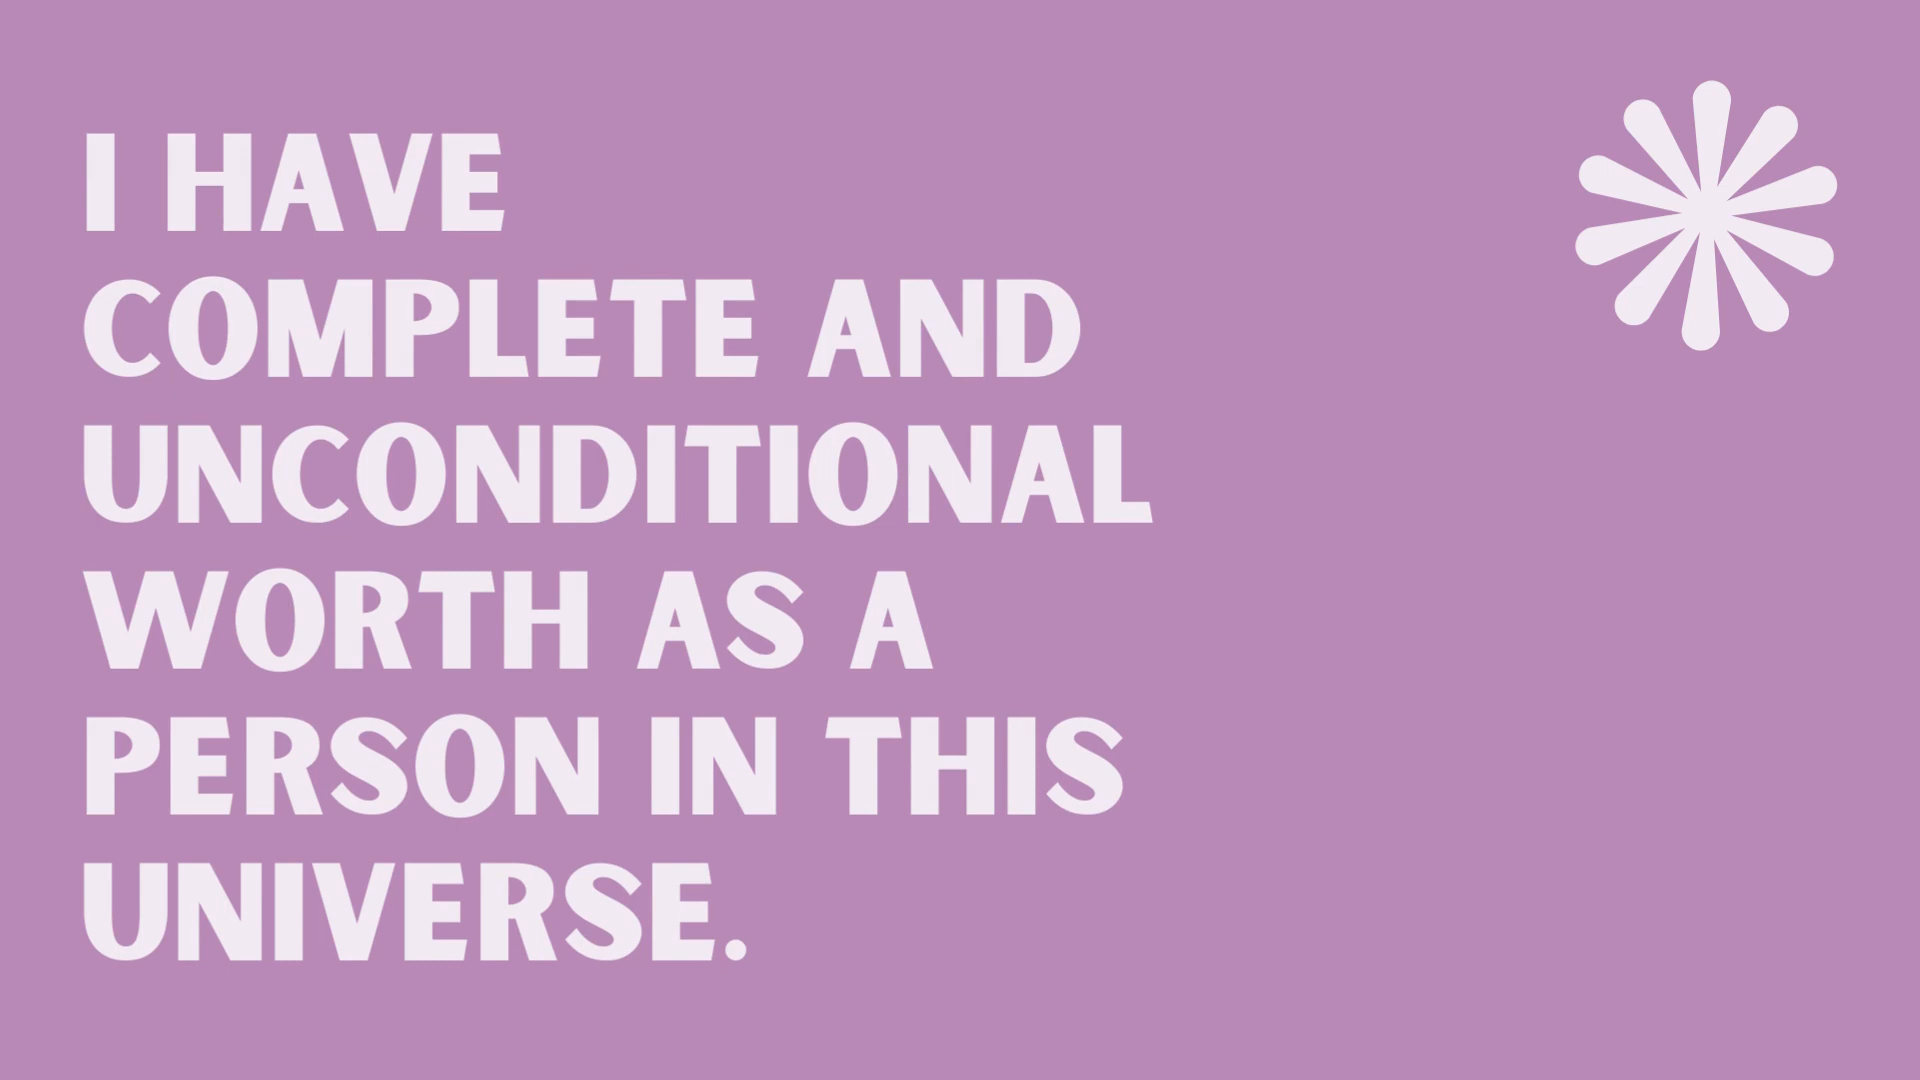 I HAVE
COMPLETE AND
UNCONDITIONAL
WORTH AS A
PERSON IN THIS
UNIVERSE.